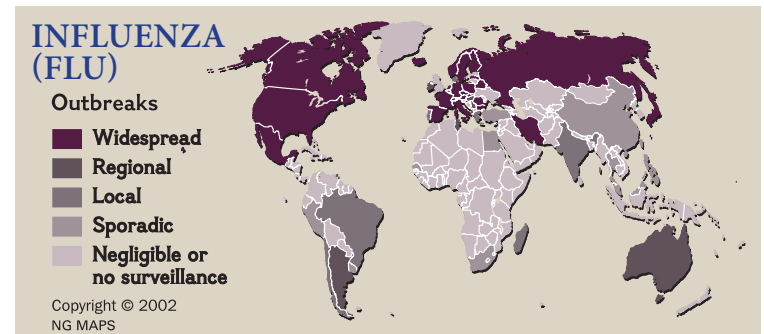 INFLUENZA
(FLU)
Outbreaks
Widespread
Regional
Local
Sporadic
Negligible or
no surveillance
Copyright © 2002
NG MAPS